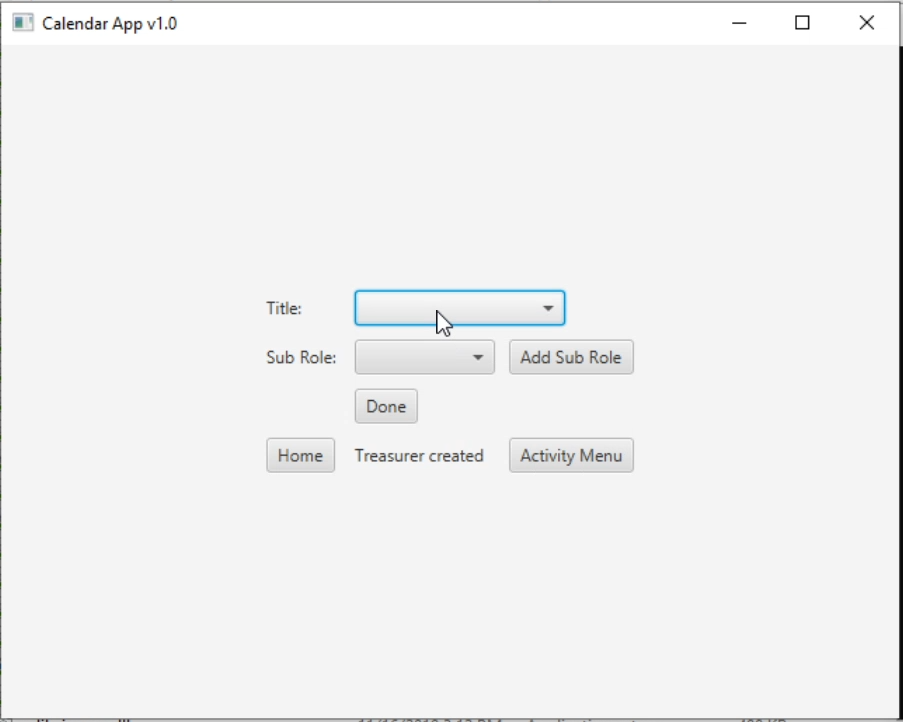 Calendar App v1.0
Title:
Sub Role: Add Sub Role
Done
Home Treasurer created Activity Menu